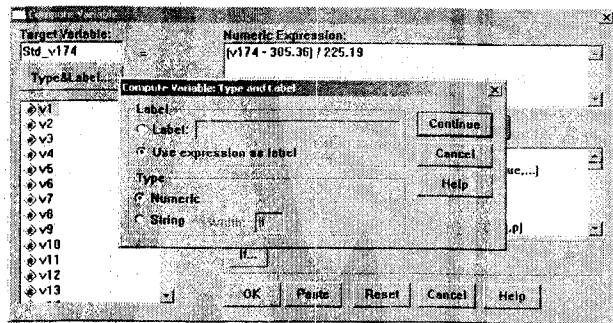 Compute Variable
Target Variable:
Std_v174
=
Numeric Expression:
(v174 - 305.36) / 225.19
Type&Label...
Compute Variable: Type and Label
Label
Label:
Use expression as label
Type
Numeric
String
Width:
Continue
Cancel
Help
v1
v2
v3
v4
v5
v6
v7
v8
v9
v10
v11
v12
v13
ue,...)
,p)
If...
OK
Paste
Reset
Cancel
Help